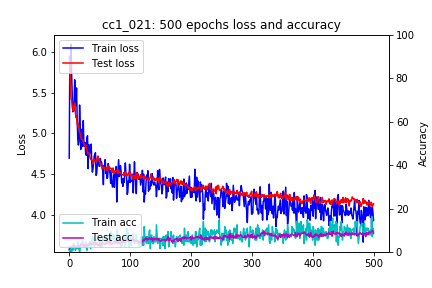 cc1_021: 500 epochs loss and accuracy
Train loss
Test loss
Train acc
Test acc
Loss
6.0
5.5
5.0
4.5
4.0
Accuracy
100
80
60
40
20
0
0
100
200
300
400
500